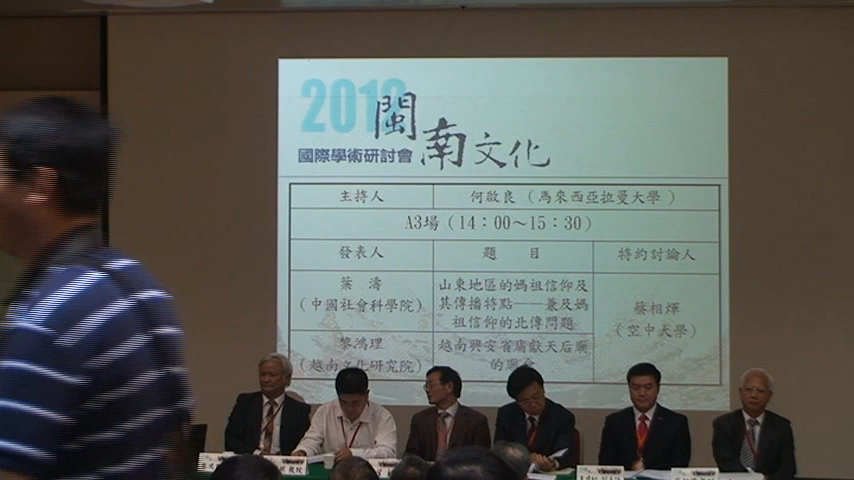 2013
閩南文化
國際學術研討會
主持人 何啟良（馬來西亞拉曼大學）
A3場（14：00～15：30）
發表人 題目 特約討論人
葉濤
（中國社會科學院）
山東地區的媽祖信仰及
其傳播特點──兼及媽
祖信仰的北傳問題
蔡相煇
（空中大學）
黎鴻理
（越南文化研究院）
越南興安省庸獻天后廟
的廟會